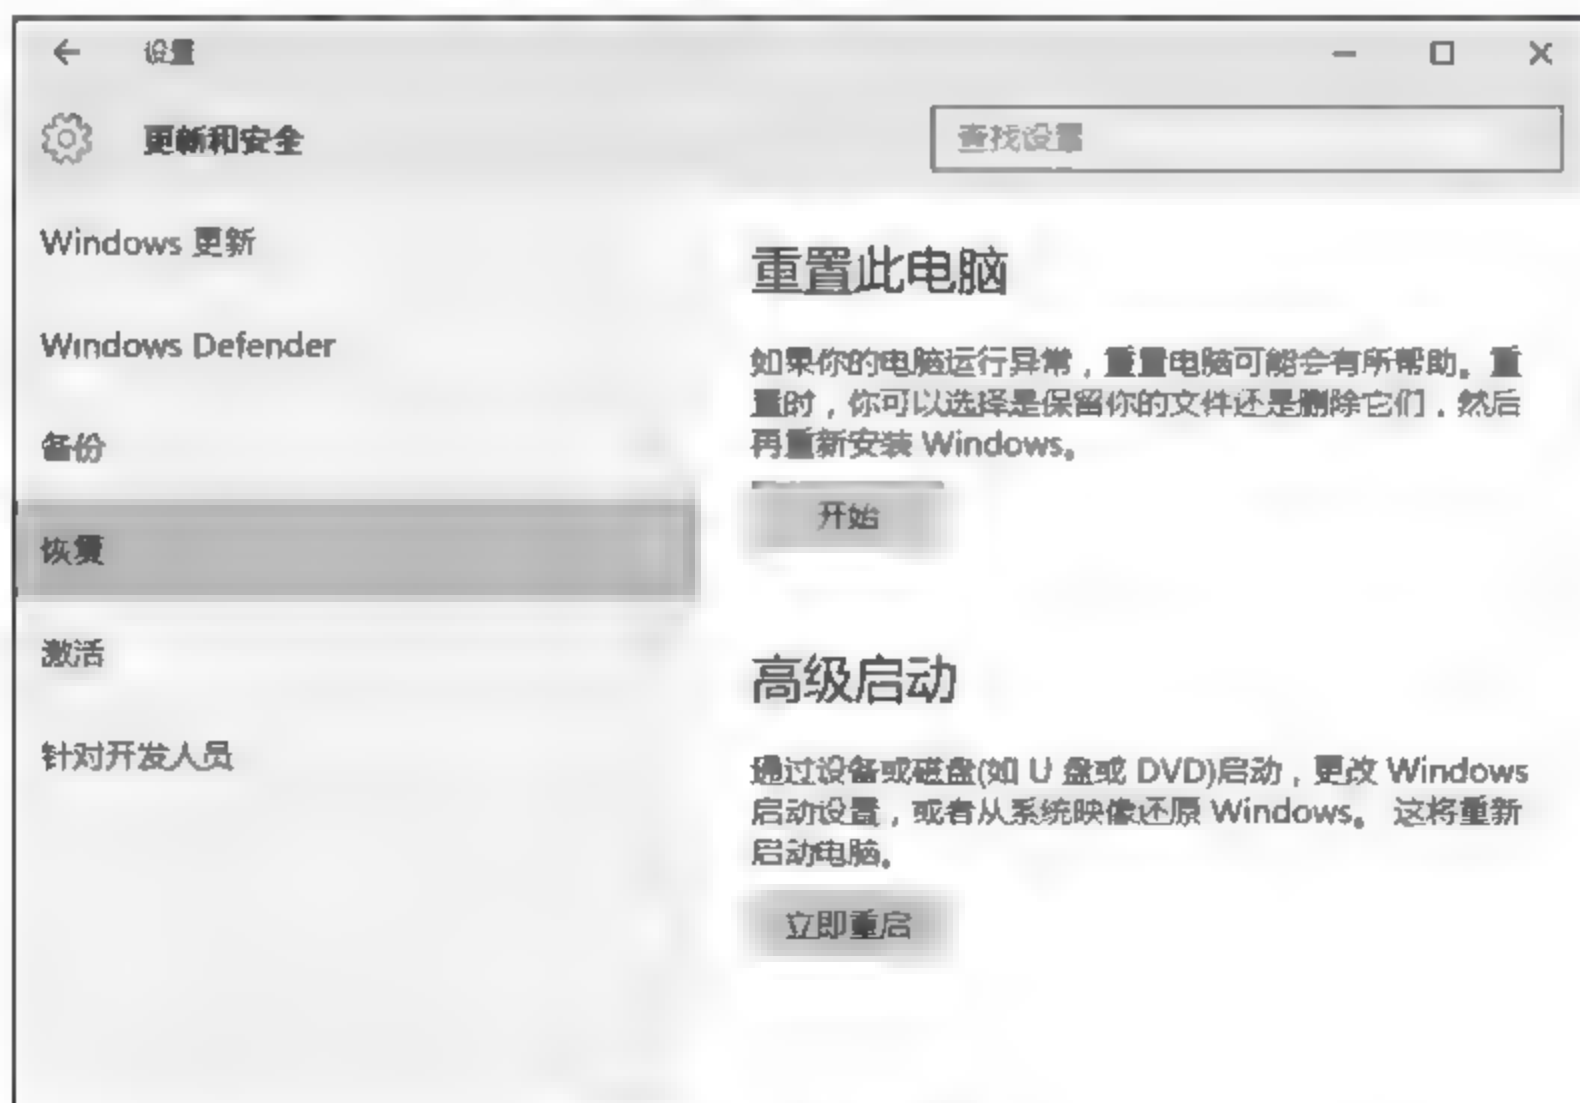 设置
更新和安全
查找设置
Windows 更新
Windows Defender
备份
恢复
激活
针对开发人员
重置此电脑
如果你的电脑运行异常，重置电脑可能会有所帮助。重
置时，你可以选择是保留你的文件还是删除它们，然后
再重新安装 Windows。
开始
高级启动
通过设备或磁盘(如 U 盘或 DVD)启动，更改 Windows
启动设置，或者从系统映像还原 Windows。 这将重新
启动电脑。
立即重启